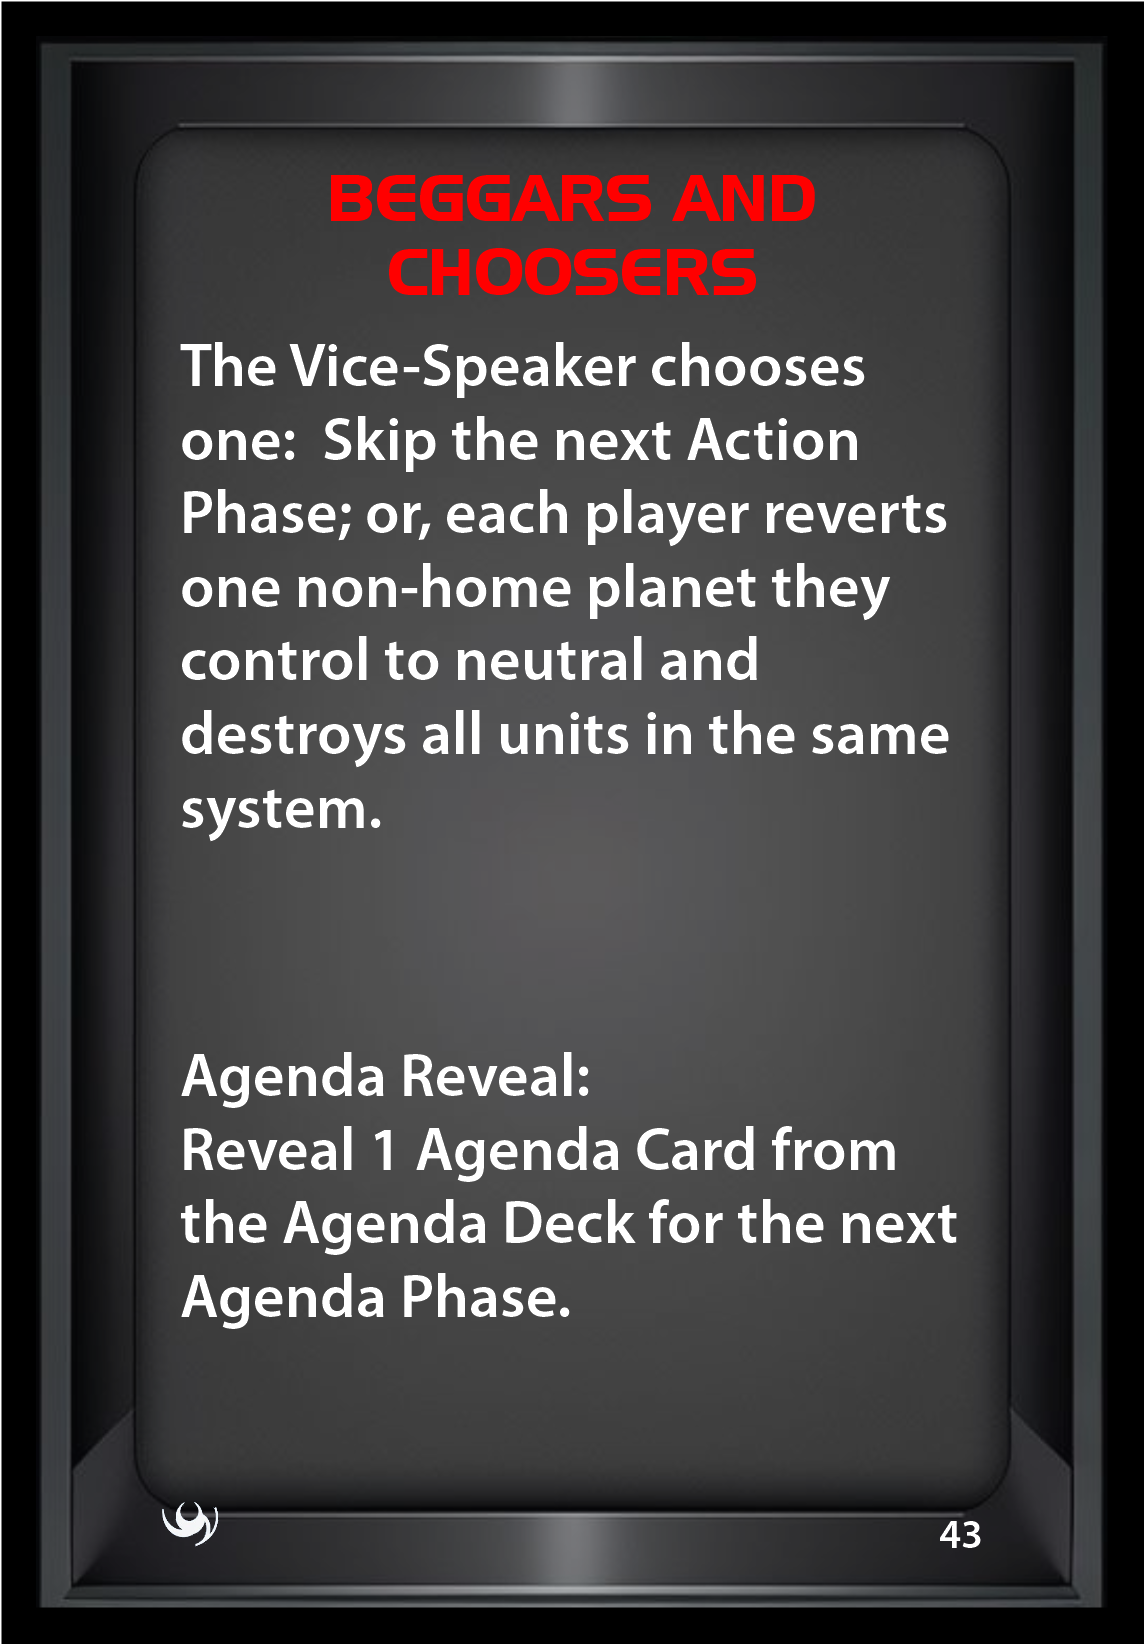 BEGGARS AND
CHOOSERS
The Vice-Speaker chooses
one:  Skip the next Action
Phase; or, each player reverts
one non-home planet they
control to neutral and
destroys all units in the same
system.
Agenda Reveal:
Reveal 1 Agenda Card from
the Agenda Deck for the next
Agenda Phase.
43